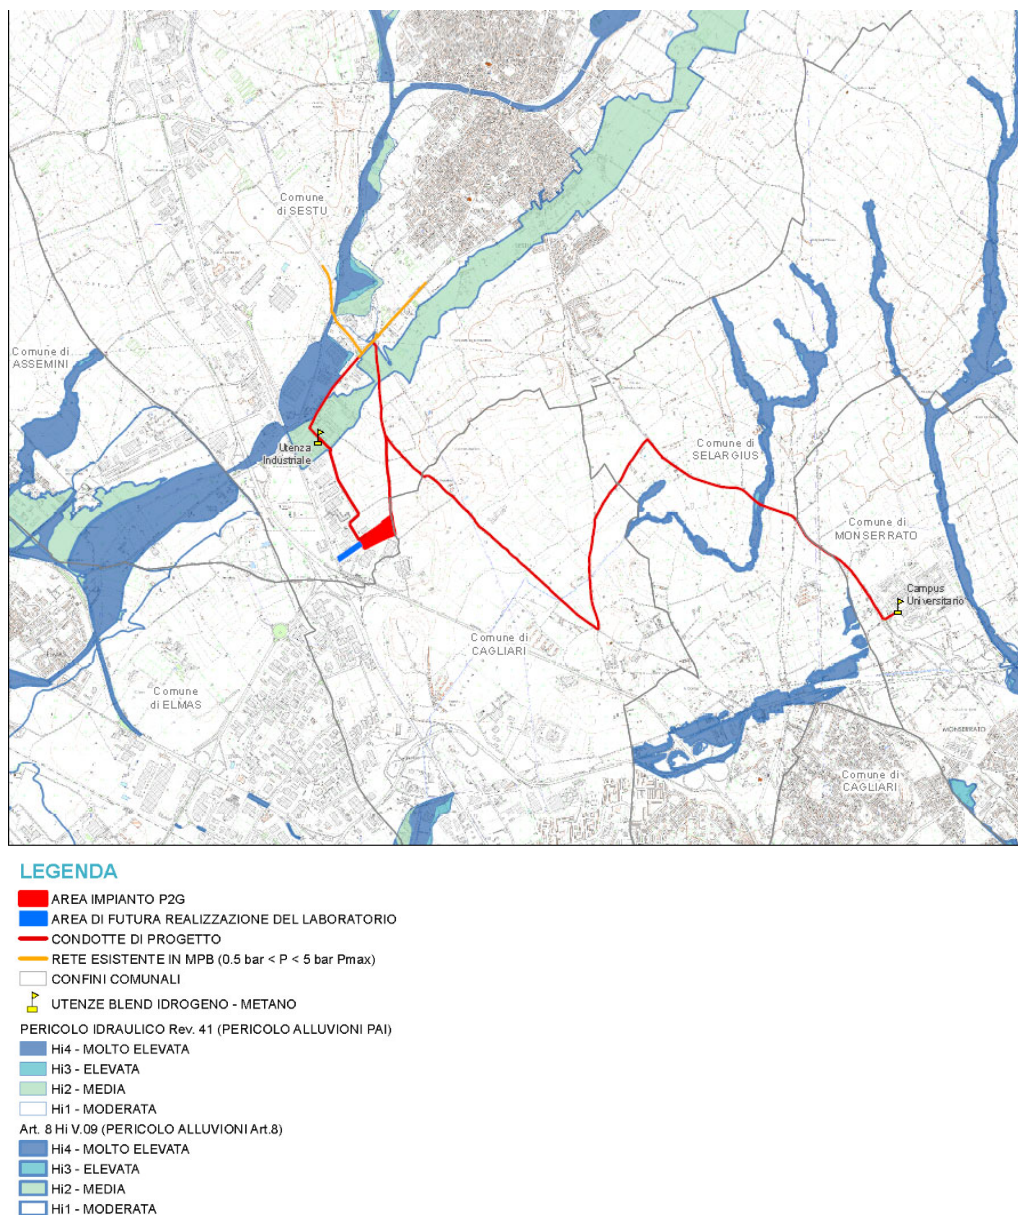 Comune
di SESTU
Comune di
ASSEMINI
Utenza
Industriale
Comune di
SELARGIUS
Comune di
MONSERRATO
Campus
Universitario
Comune di
CAGLIARI
Comune
di ELMAS
MONSERRATO
Comune di
CAGLIARI
LEGENDA
AREA IMPIANTO P2G
AREA DI FUTURA REALIZZAZIONE DEL LABORATORIO
CONDOTTE DI PROGETTO
RETE ESISTENTE IN MPB (0.5 bar < P < 5 bar Pmax)
CONFINI COMUNALI
UTENZE BLEND IDROGENO - METANO
PERICOLO IDRAULICO Rev. 41 (PERICOLO ALLUVIONI PAI)
Hi4 - MOLTO ELEVATA
Hi3 - ELEVATA
Hi2 - MEDIA
Hi1 - MODERATA
Art. 8 Hi V.09 (PERICOLO ALLUVIONI Art.8)
Hi4 - MOLTO ELEVATA
Hi3 - ELEVATA
Hi2 - MEDIA
Hi1 - MODERATA